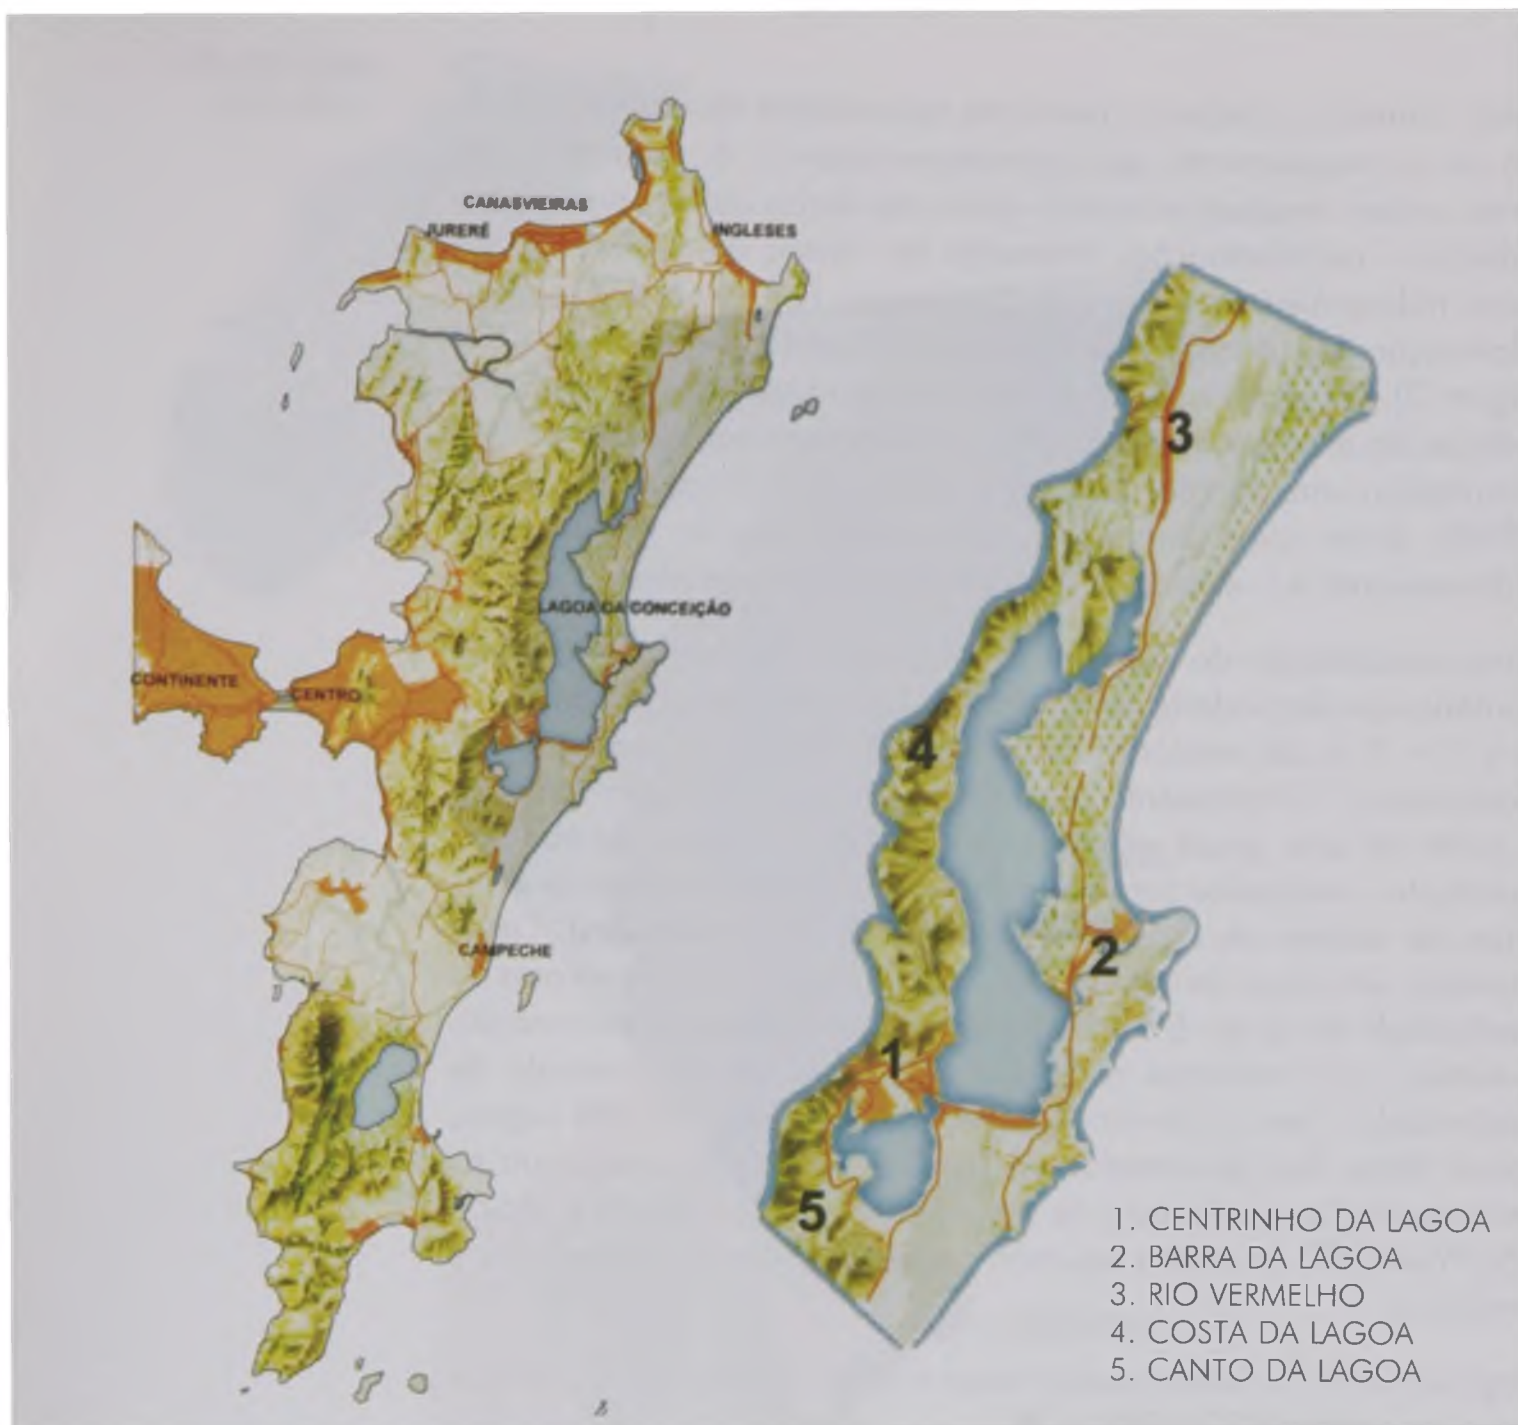 CANASVIEIRAS
JURERÊ
INGLESES
LAGOA DA CONCEIÇÃO
CONTINENTE
CENTRO
CAMPECHE
3
4
2
1
5
1. CENTRINHO DA LAGOA
2. BARRA DA LAGOA
3. RIO VERMELHO
4. COSTA DA LAGOA
5. CANTO DA LAGOA